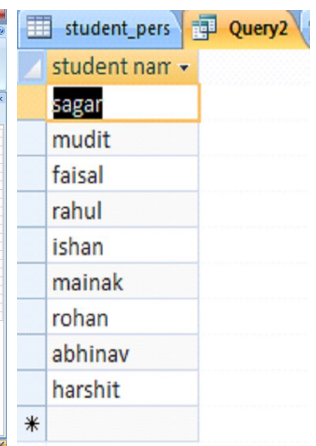 student_pers Query2
student nam
sagar
mudit
faisal
rahul
ishan
mainak
rohan
abhinav
harshit
*